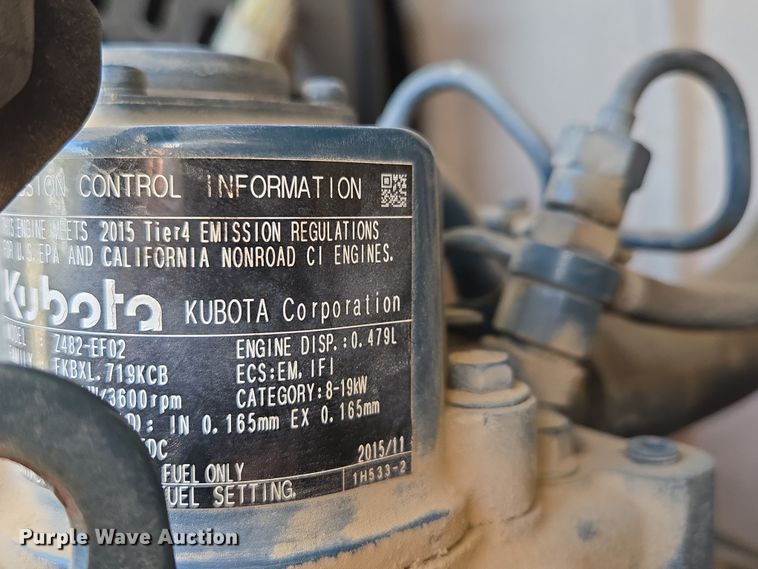 CONTROL INFORMATION
ENGINE MEETS 2015 Tier4 EMISSION REGULATIONS
FOR U.S. EPA AND CALIFORNIA NONROAD CI ENGINES.
Kubota KUBOTA Corporation
MODEL : Z482-EF02 ENGINE DISP.:0.479L
FKBXL.719KCB ECS:EM,IFI
/3600rpm CATEGORY:8-19kW
: IN 0.165mm EX 0.165mm
2015/11
FUEL ONLY
FUEL SETTING. 1H533-2
Purple Wave Auction